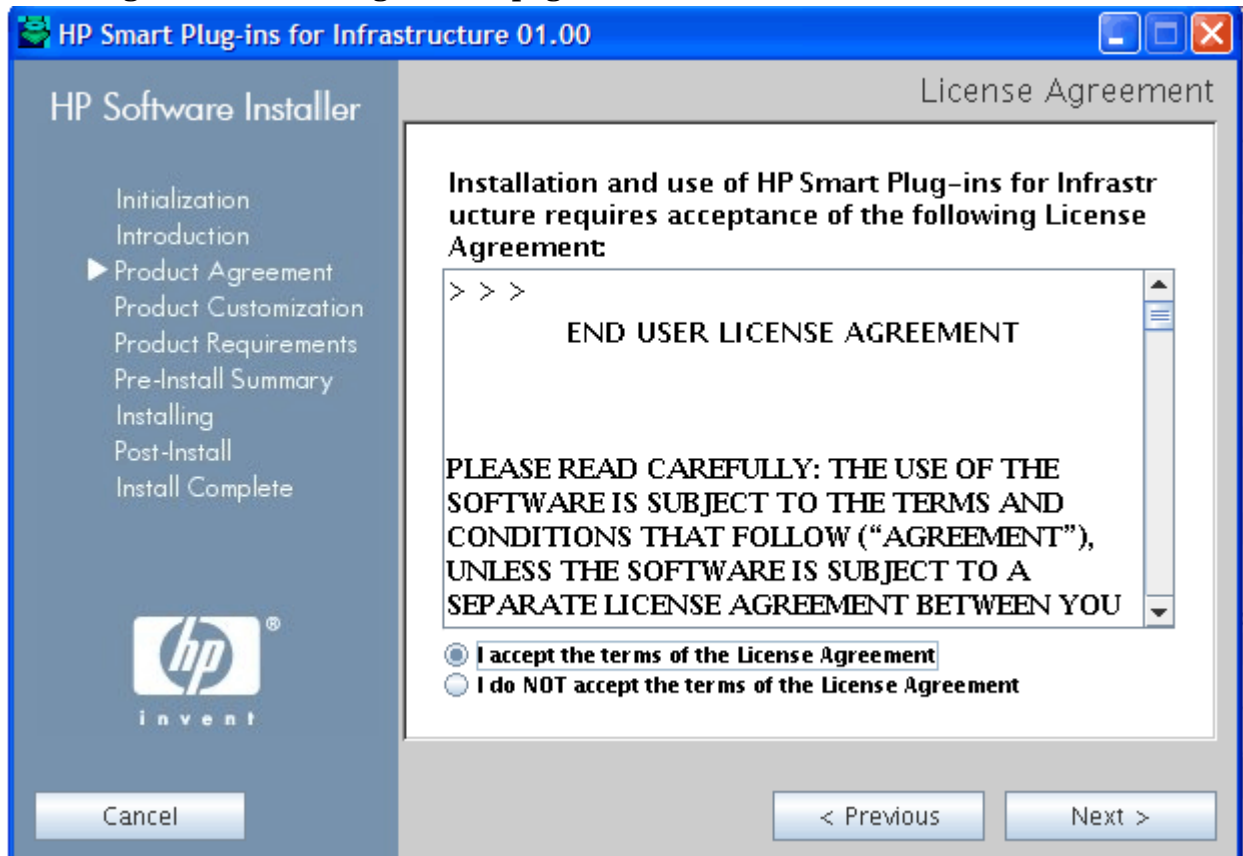 HP Smart Plug-ins for Infrastructure 01.00
HP Software Installer
License Agreement
Initialization
Introduction
Product Agreement
Product Customization
Product Requirements
Pre-Install Summary
Installing
Post-Install
Install Complete
hp ®
invent
Installation and use of HP Smart Plug-ins for Infrastr
ucture requires acceptance of the following License
Agreement:
> > >
END USER LICENSE AGREEMENT
PLEASE READ CAREFULLY: THE USE OF THE
SOFTWARE IS SUBJECT TO THE TERMS AND
CONDITIONS THAT FOLLOW (“AGREEMENT”),
UNLESS THE SOFTWARE IS SUBJECT TO A
SEPARATE LICENSE AGREEMENT BETWEEN YOU
I accept the terms of the License Agreement
I do NOT accept the terms of the License Agreement
Cancel
< Previous
Next >